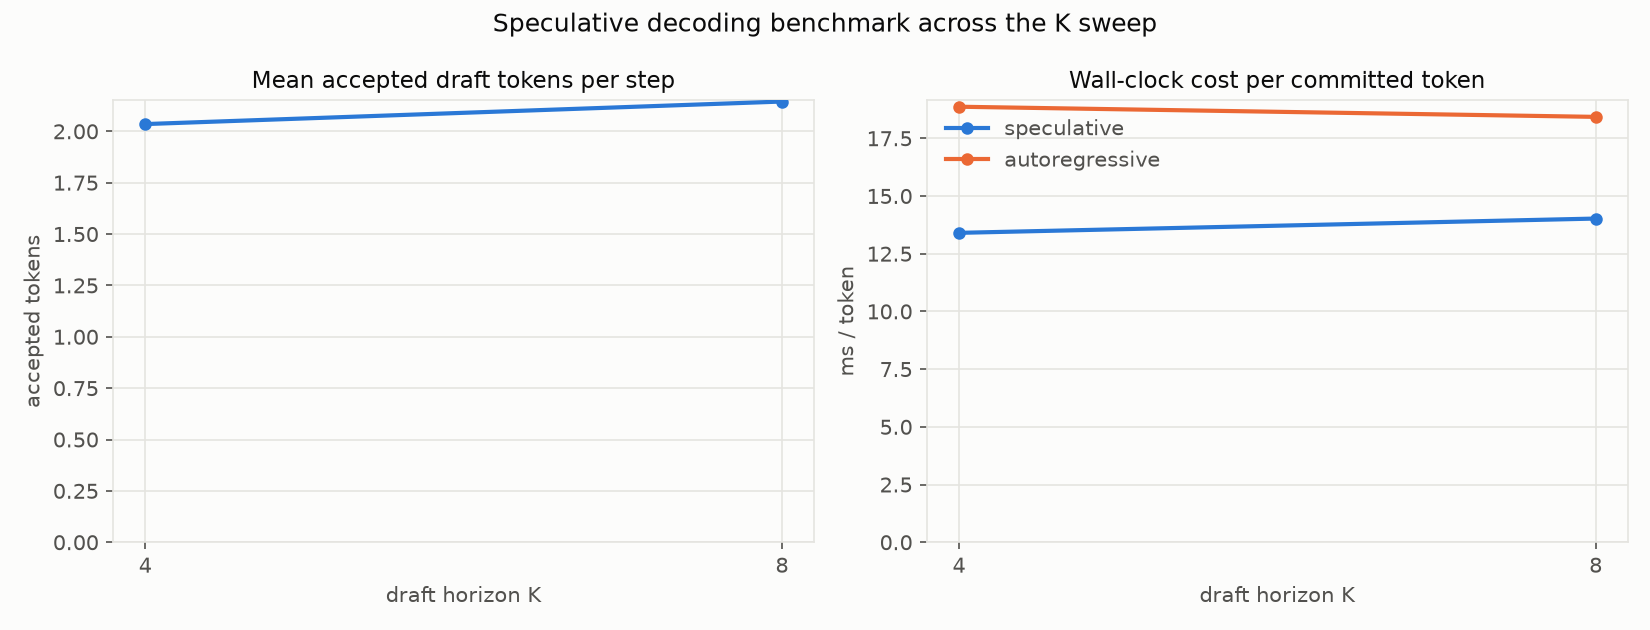 Speculative decoding benchmark across the K sweep
Mean accepted draft tokens per step
accepted tokens
2.00
1.75
1.50
1.25
1.00
0.75
0.50
0.25
0.00
4
8
draft horizon K
Wall-clock cost per committed token
speculative
autoregressive
ms / token
17.5
15.0
12.5
10.0
7.5
5.0
2.5
0.0
4
8
draft horizon K